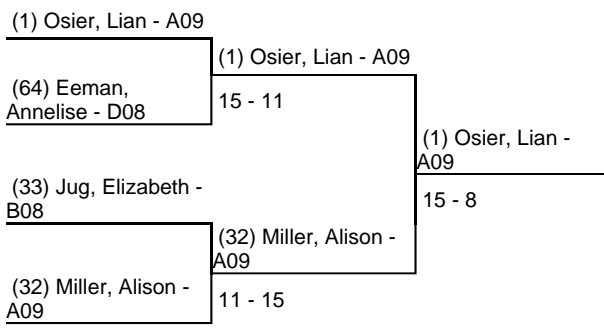 (1) Osier, Lian - A09
(1) Osier, Lian - A09
(64) Eeman,
Annelise - D08
15 - 11
(1) Osier, Lian -
A09
(33) Jug, Elizabeth -
B08
15 - 8
(32) Miller, Alison -
A09
(32) Miller, Alison -
A09
11 - 15